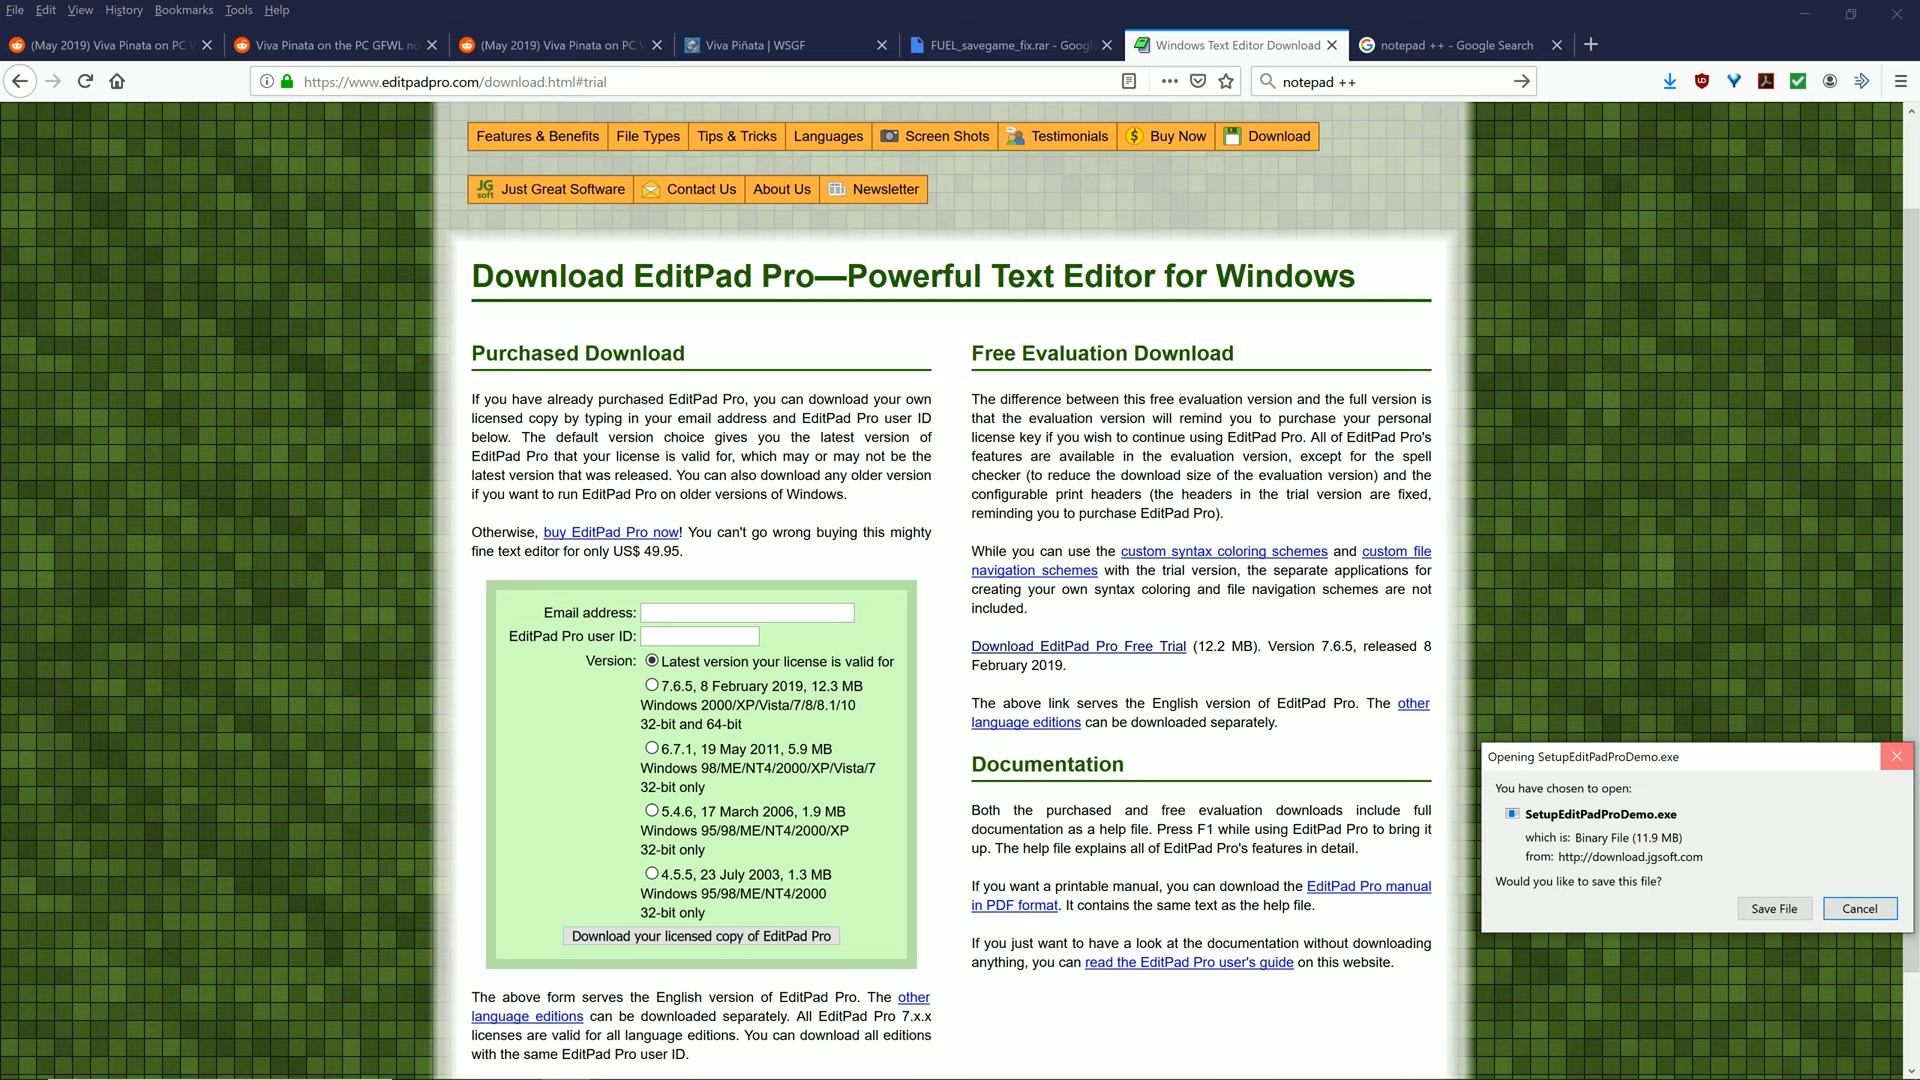 File Edit View History Bookmarks Tools Help
(May 2019) Viva Pinata on PC
Viva Pinata on the PC GFWL no
(May 2019) Viva Pinata on PC
Viva Piñata | WSGF
FUEL_savegame_fix.rar - Goog
Windows Text Editor Download
notepad ++ - Google Search
https://www.editpadpro.com/download.html#trial
notepad ++
Features & Benefits File Types Tips & Tricks Languages Screen Shots Testimonials Buy Now Download
JG soft Just Great Software Contact Us About Us Newsletter
Download EditPad Pro—Powerful Text Editor for Windows
Purchased Download
If you have already purchased EditPad Pro, you can download your own
licensed copy by typing in your email address and EditPad Pro user ID
below. The default version choice gives you the latest version of
EditPad Pro that your license is valid for, which may or may not be the
latest version that was released. You can also download any older version
if you want to run EditPad Pro on older versions of Windows.
Otherwise, buy EditPad Pro now! You can't go wrong buying this mighty
fine text editor for only US$ 49.95.
Email address:
EditPad Pro user ID:
Version: Latest version your license is valid for
7.6.5, 8 February 2019, 12.3 MB
Windows 2000/XP/Vista/7/8/8.1/10
32-bit and 64-bit
6.7.1, 19 May 2011, 5.9 MB
Windows 98/ME/NT4/2000/XP/Vista/7
32-bit only
5.4.6, 17 March 2006, 1.9 MB
Windows 95/98/ME/NT4/2000/XP
32-bit only
4.5.5, 23 July 2003, 1.3 MB
Windows 95/98/ME/NT4/2000
32-bit only
Download your licensed copy of EditPad Pro
The above form serves the English version of EditPad Pro. The other
language editions can be downloaded separately. All EditPad Pro 7.x.x
licenses are valid for all language editions. You can download all editions
with the same EditPad Pro user ID.
Free Evaluation Download
The difference between this free evaluation version and the full version is
that the evaluation version will remind you to purchase your personal
license key if you wish to continue using EditPad Pro. All of EditPad Pro's
features are available in the evaluation version, except for the spell
checker (to reduce the download size of the evaluation version) and the
configurable print headers (the headers in the trial version are fixed,
reminding you to purchase EditPad Pro).
While you can use the custom syntax coloring schemes and custom file
navigation schemes with the trial version, the separate applications for
creating your own syntax coloring and file navigation schemes are not
included.
Download EditPad Pro Free Trial (12.2 MB). Version 7.6.5, released 8
February 2019.
The above link serves the English version of EditPad Pro. The other
language editions can be downloaded separately.
Documentation
Both the purchased and free evaluation downloads include full
documentation as a help file. Press F1 while using EditPad Pro to bring it
up. The help file explains all of EditPad Pro's features in detail.
If you want a printable manual, you can download the EditPad Pro manual
in PDF format. It contains the same text as the help file.
If you just want to have a look at the documentation without downloading
anything, you can read the EditPad Pro user's guide on this website.
Opening SetupEditPadProDemo.exe
You have chosen to open:
SetupEditPadProDemo.exe
which is: Binary File (11.9 MB)
from: http://download.jgsoft.com
Would you like to save this file?
Save File Cancel